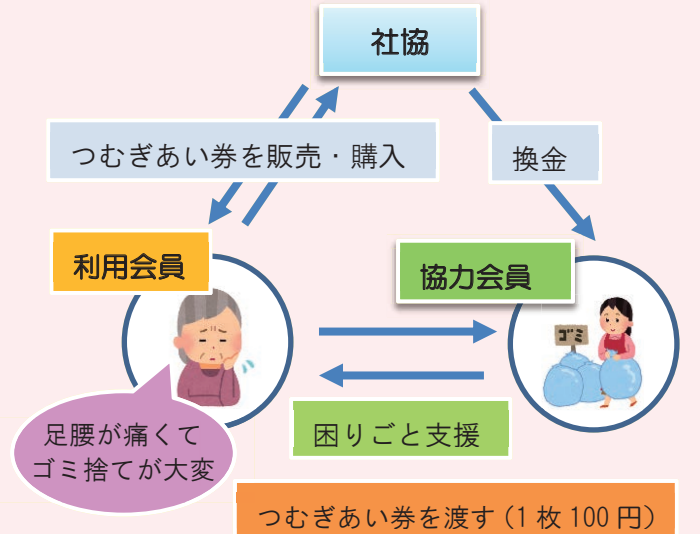 社協
つむぎあい券を販売・購入
換金
利用会員
協力会員
ゴミ
困りごと支援
足腰が痛くて
ゴミ捨てが大変
つむぎあい券を渡す(1枚100円)